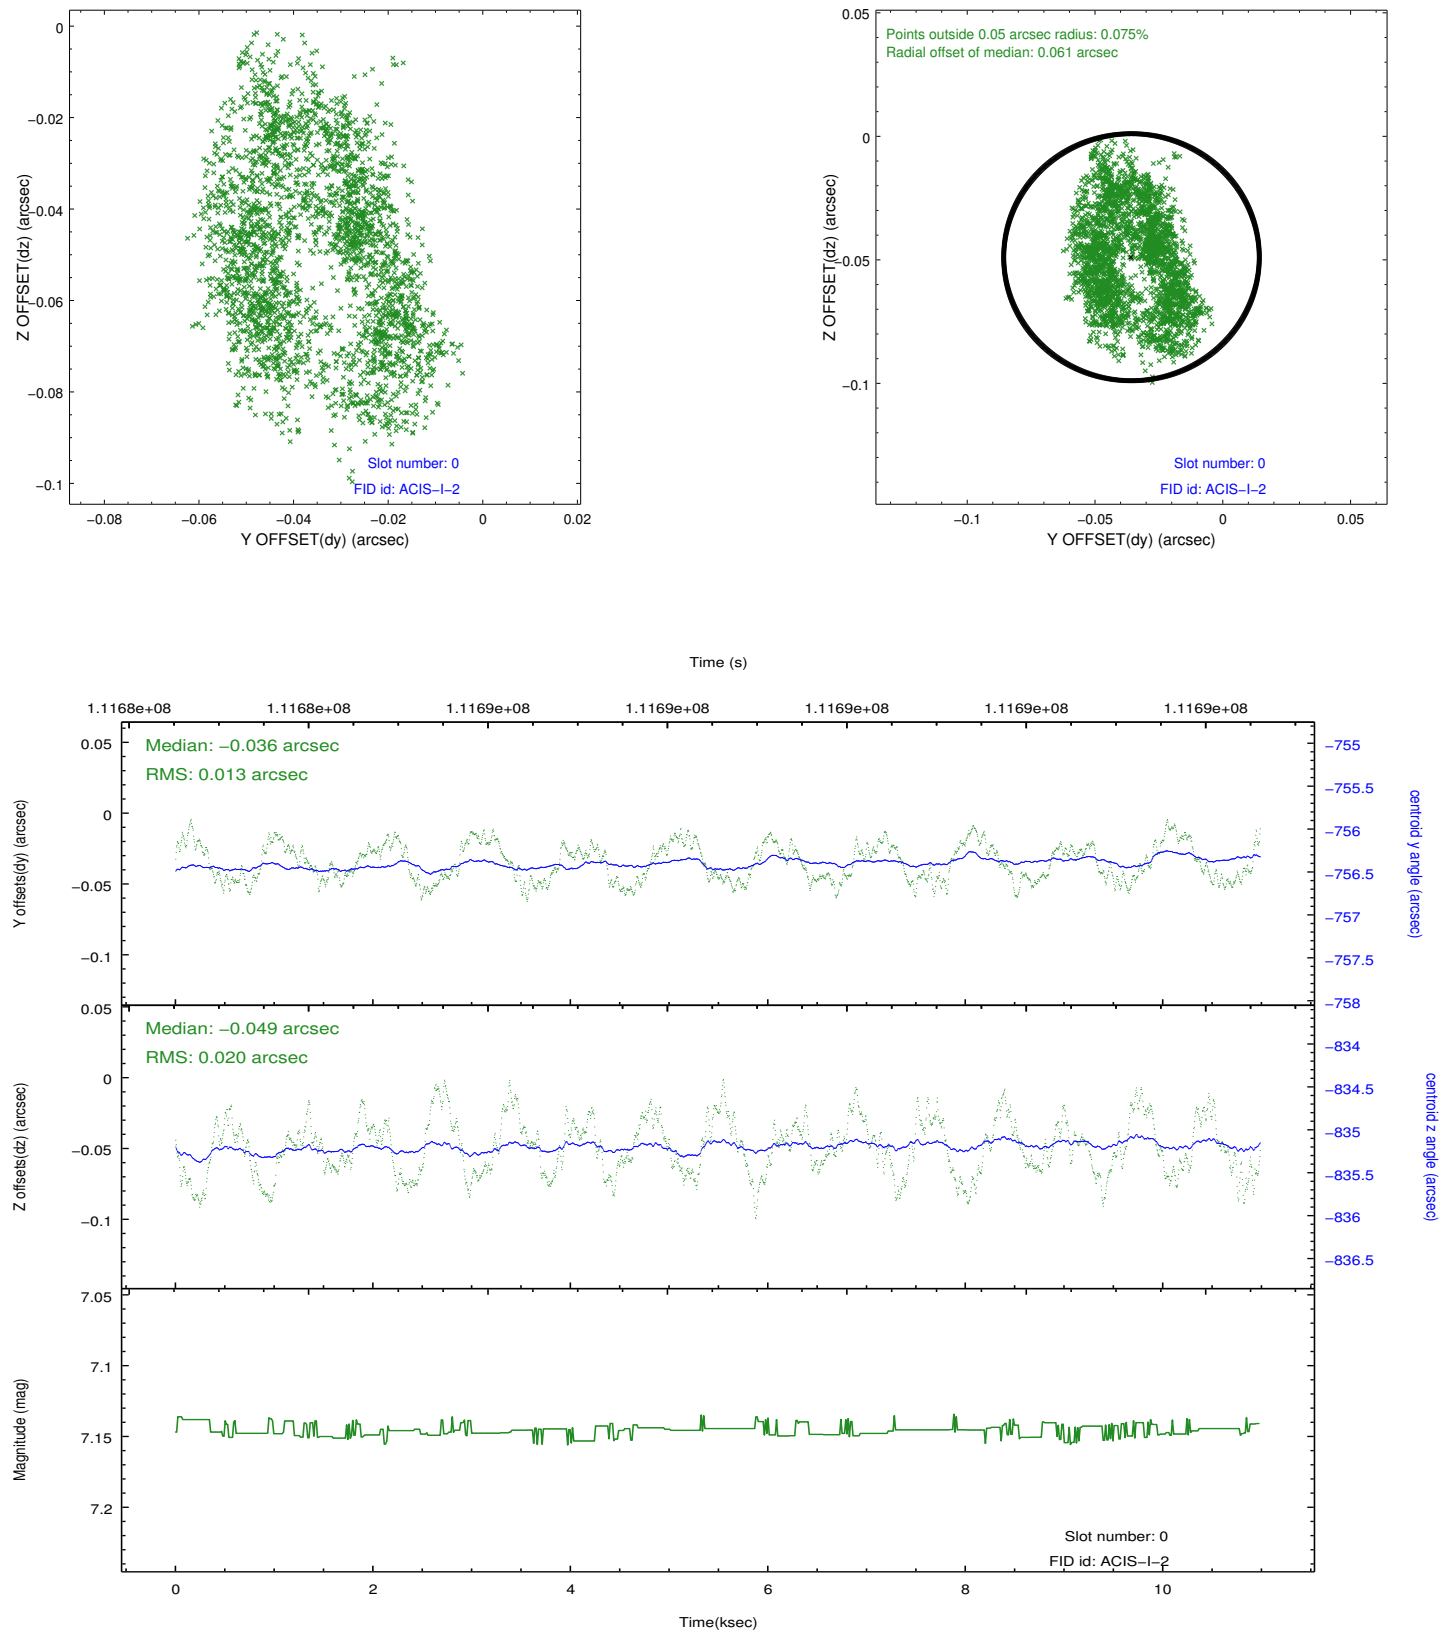 0
−0.02
−0.04
−0.06
−0.08
−0.1
Z OFFSET(dz) (arcsec)
Slot number: 0
FID id: ACIS−I−2
−0.08
−0.06
−0.04
−0.02
0
0.02
Y OFFSET(dy) (arcsec)
0.05
0
−0.05
−0.1
Z OFFSET(dz) (arcsec)
Points outside 0.05 arcsec radius: 0.075%
Radial offset of median: 0.061 arcsec
Slot number: 0
FID id: ACIS−I−2
−0.1
−0.05
0
0.05
Y OFFSET(dy) (arcsec)
Time (s)
1.1168e+08
1.1168e+08
1.1169e+08
1.1169e+08
1.1169e+08
1.1169e+08
1.1169e+08
0.05
0
−0.05
−0.1
Y offsets(dy) (arcsec)
Median: −0.036 arcsec
RMS: 0.013 arcsec
−755
−755.5
−756
−756.5
−757
−757.5
−758
centroid y angle (arcsec)
0.05
0
−0.05
−0.1
Z offsets(dz) (arcsec)
Median: −0.049 arcsec
RMS: 0.020 arcsec
−834
−834.5
−835
−835.5
−836
−836.5
centroid z angle (arcsec)
7.05
7.1
7.15
7.2
Magnitude (mag)
Slot number: 0
FID id: ACIS−I−2
0
2
4
6
8
10
Time(ksec)